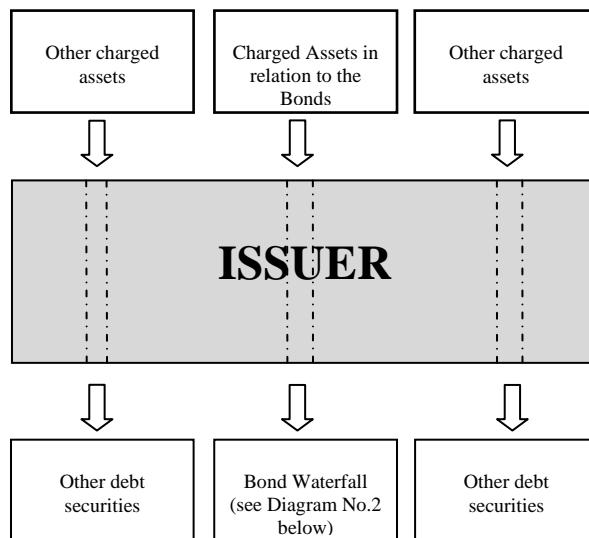 Other charged
assets
Charged Assets in
relation to the
Bonds
Other charged
assets
ISSUER
Other debt
securities
Bond Waterfall
(see Diagram No.2
below)
Other debt
securities